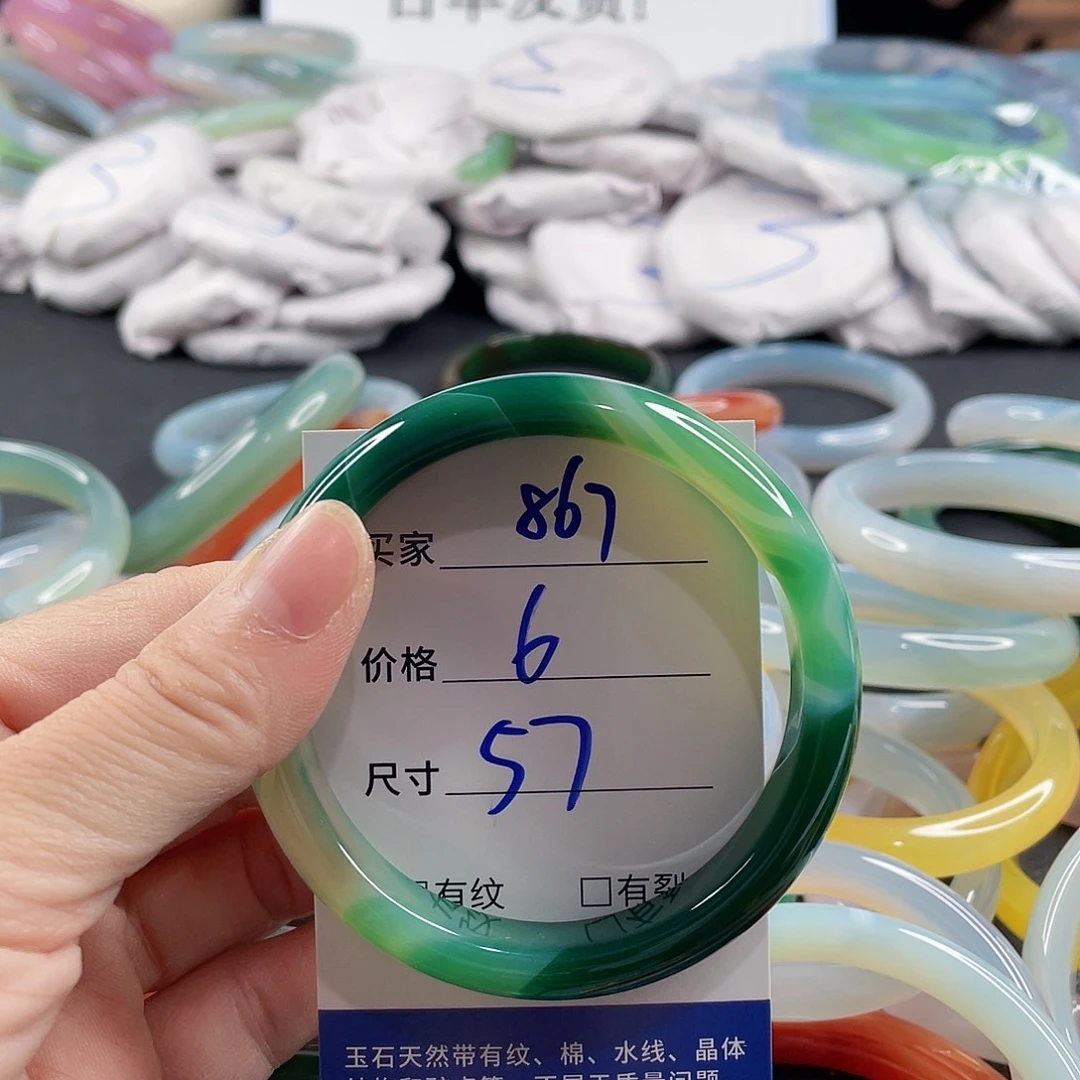 买家 867
价格 6
尺寸 57
有纹 □有裂
玉石天然带有纹、棉、水线、晶体